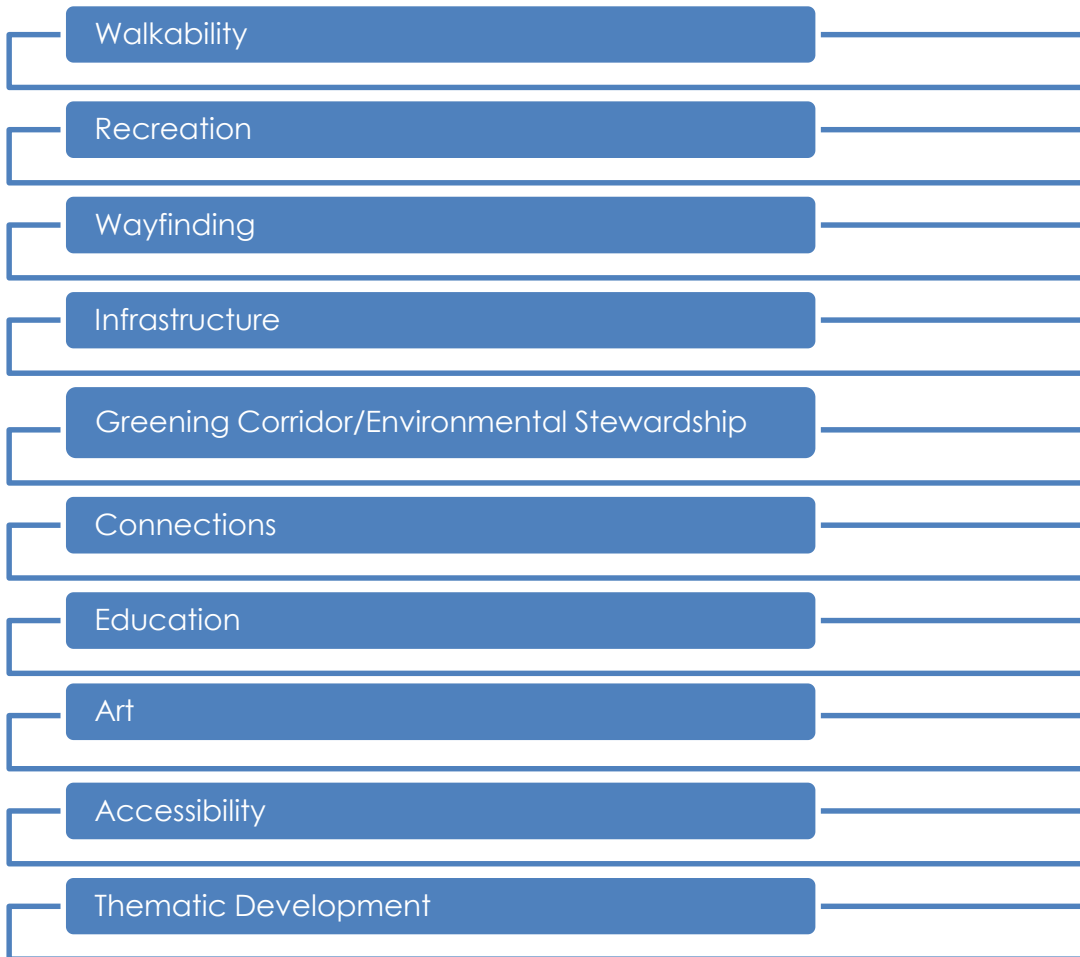 Walkability
Recreation
Wayfinding
Infrastructure
Greening Corridor/Environmental Stewardship
Connections
Education
Art
Accessibility
Thematic Development